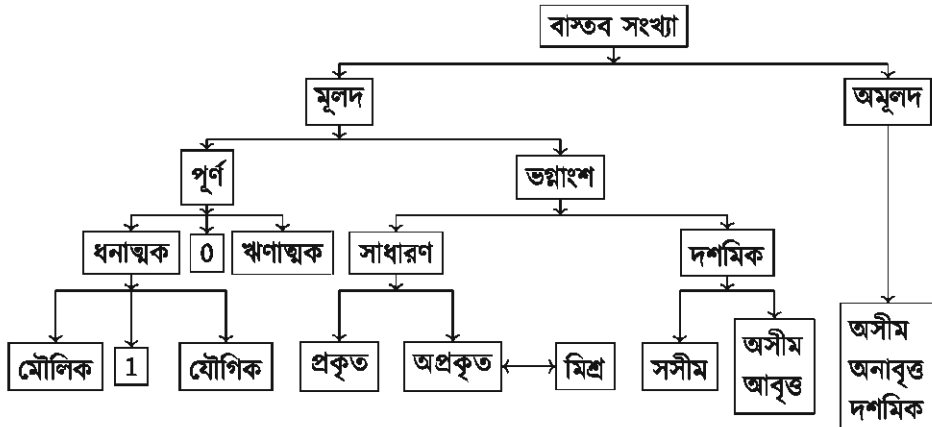 বাস্তব সংখ্যা
মূলদ
অমূলদ
পূর্ণ
ভগ্নাংশ
ধনাত্মক
0
ঋণাত্মক
সাধারণ
দশমিক
মৌলিক
1
যৌগিক
প্রকৃত
অপ্রকৃত
মিশ্র
সসীম
অসীম
আবৃত্ত
অসীম
অনাবৃত্ত
দশমিক